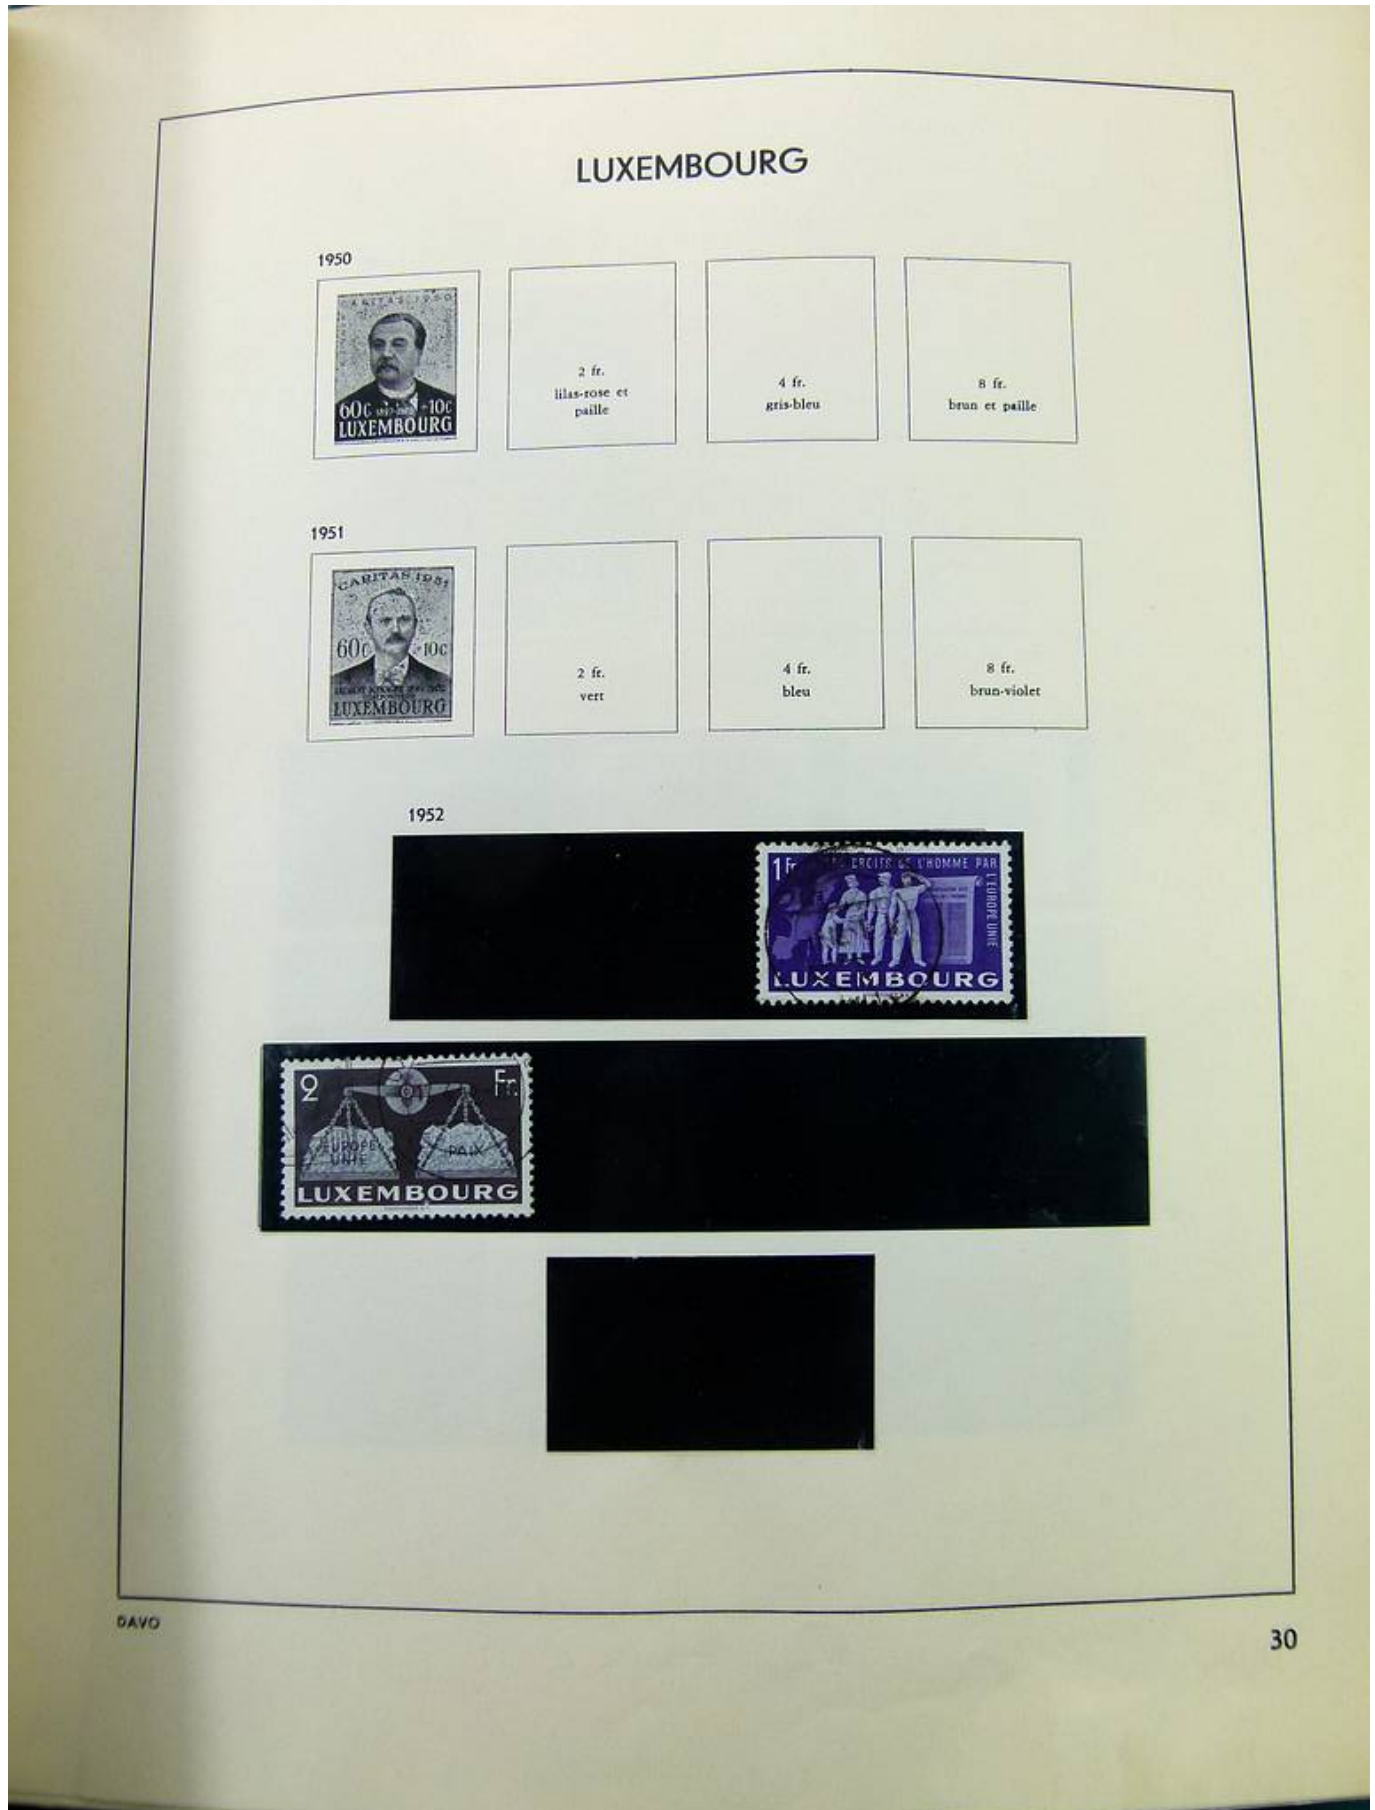 LUXEMBOURG
1950
CARITAS 1950
60c +10c
LUXEMBOURG
2 fr.
lilas-rose et
paille
4 fr.
gris-bleu
8 fr.
brun et paille
1951
CARITAS 1951
60c +10c
LUXEMBOURG
2 fr.
vert
4 fr.
bleu
8 fr.
brun-violet
1952
1 Fr DROITS DE L'HOMME PAR
L'EUROPE UNIE
LUXEMBOURG
2 Fr.
EUROPE
UNIE
PAIX
LUXEMBOURG
DAVO
30